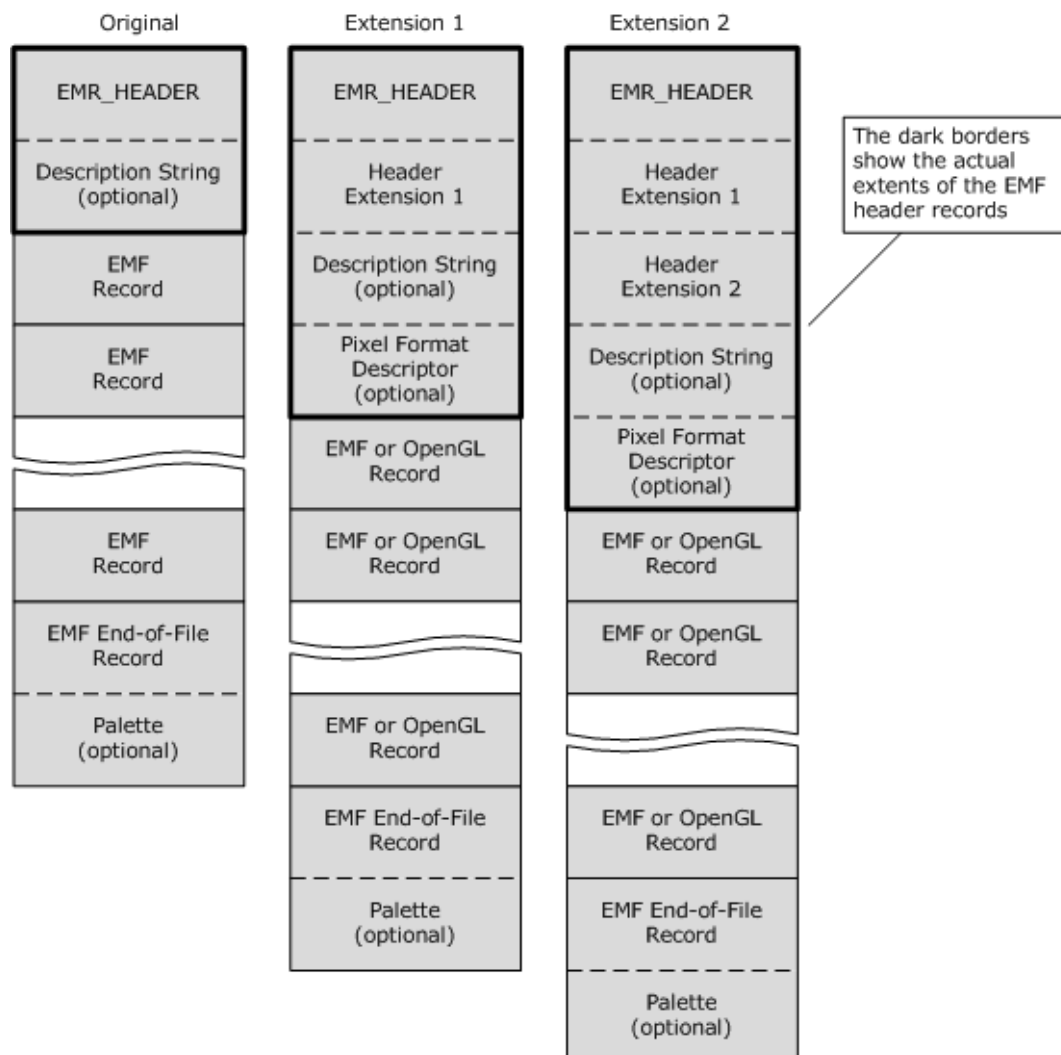 Original
EMR_HEADER
Description String
(optional)
EMF
Record
EMF
Record
EMF
Record
EMF End-of-File
Record
Palette
(optional)
Extension 1
EMR_HEADER
Header
Extension 1
Description String
(optional)
Pixel Format
Descriptor
(optional)
EMF or OpenGL
Record
EMF or OpenGL
Record
EMF or OpenGL
Record
EMF End-of-File
Record
Palette
(optional)
Extension 2
EMR_HEADER
Header
Extension 1
Header
Extension 2
Description String
(optional)
Pixel Format
Descriptor
(optional)
EMF or OpenGL
Record
EMF or OpenGL
Record
EMF or OpenGL
Record
EMF End-of-File
Record
Palette
(optional)
The dark borders
show the actual
extents of the EMF
header records